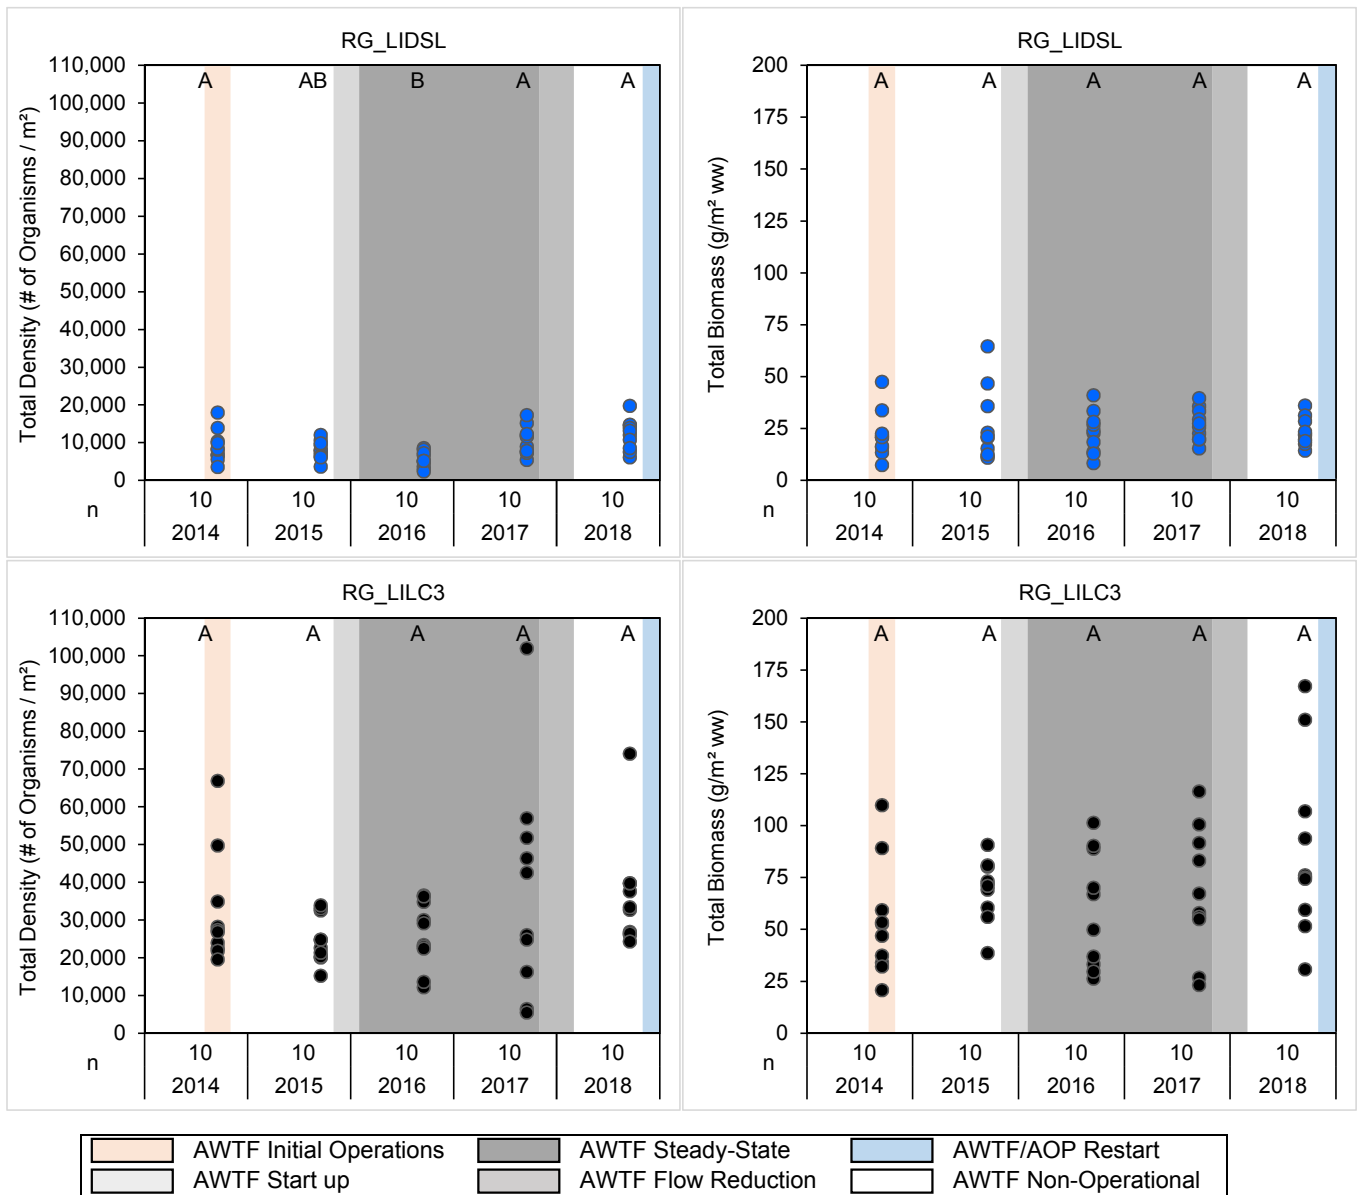 RG_LIDSL
Total Density (# of Organisms / m²)
110,000
100,000
90,000
80,000
70,000
60,000
50,000
40,000
30,000
20,000
10,000
0
A AB B A A
n 10 10 10 10 10
2014 2015 2016 2017 2018
RG_LIDSL
Total Biomass (g/m² ww)
200
175
150
125
100
75
50
25
0
A A A A A
n 10 10 10 10 10
2014 2015 2016 2017 2018
RG_LILC3
Total Density (# of Organisms / m²)
110,000
100,000
90,000
80,000
70,000
60,000
50,000
40,000
30,000
20,000
10,000
0
A A A A A
n 10 10 10 10 10
2014 2015 2016 2017 2018
RG_LILC3
Total Biomass (g/m² ww)
200
175
150
125
100
75
50
25
0
A A A A A
n 10 10 10 10 10
2014 2015 2016 2017 2018
AWTF Initial Operations AWTF Steady-State AWTF/AOP Restart
AWTF Start up AWTF Flow Reduction AWTF Non-Operational